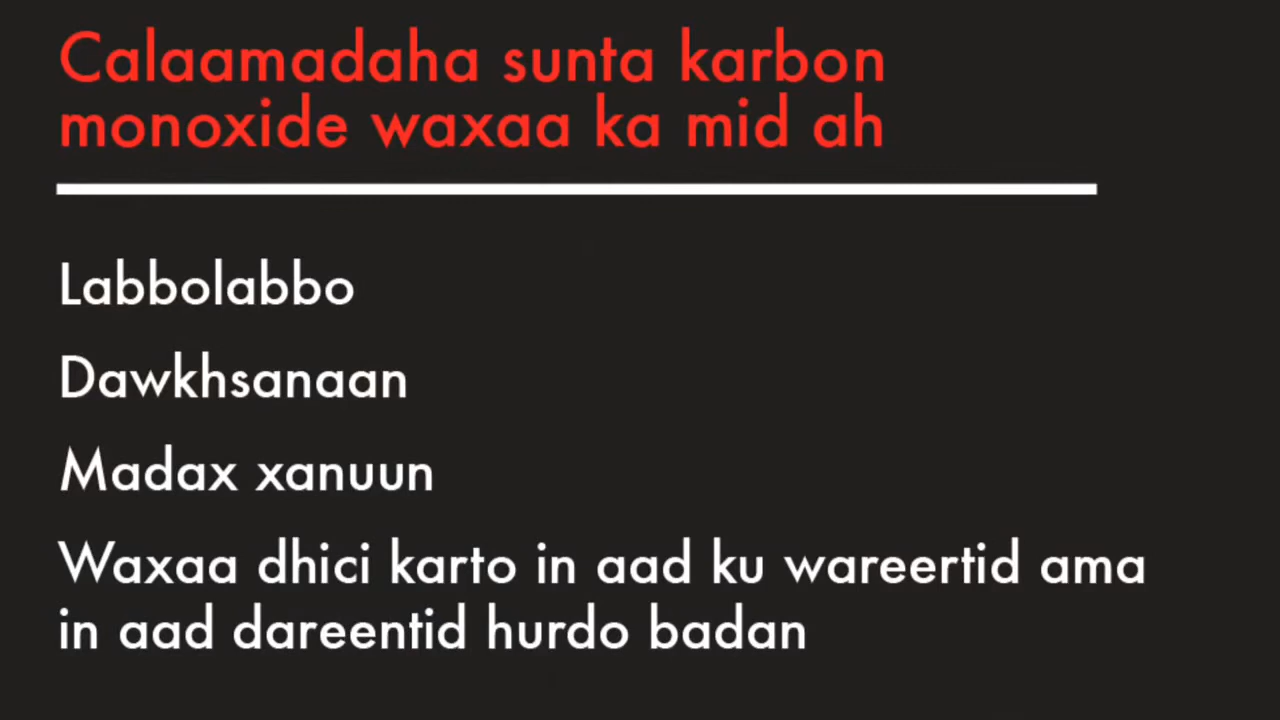 Calaamadaha sunta karbon
monoxide waxaa ka mid ah
Labbolabbo
Dawkhsanaan
Madax xanuun
Waxaa dhici karto in aad ku wareertid ama
in aad dareentid hurdo badan